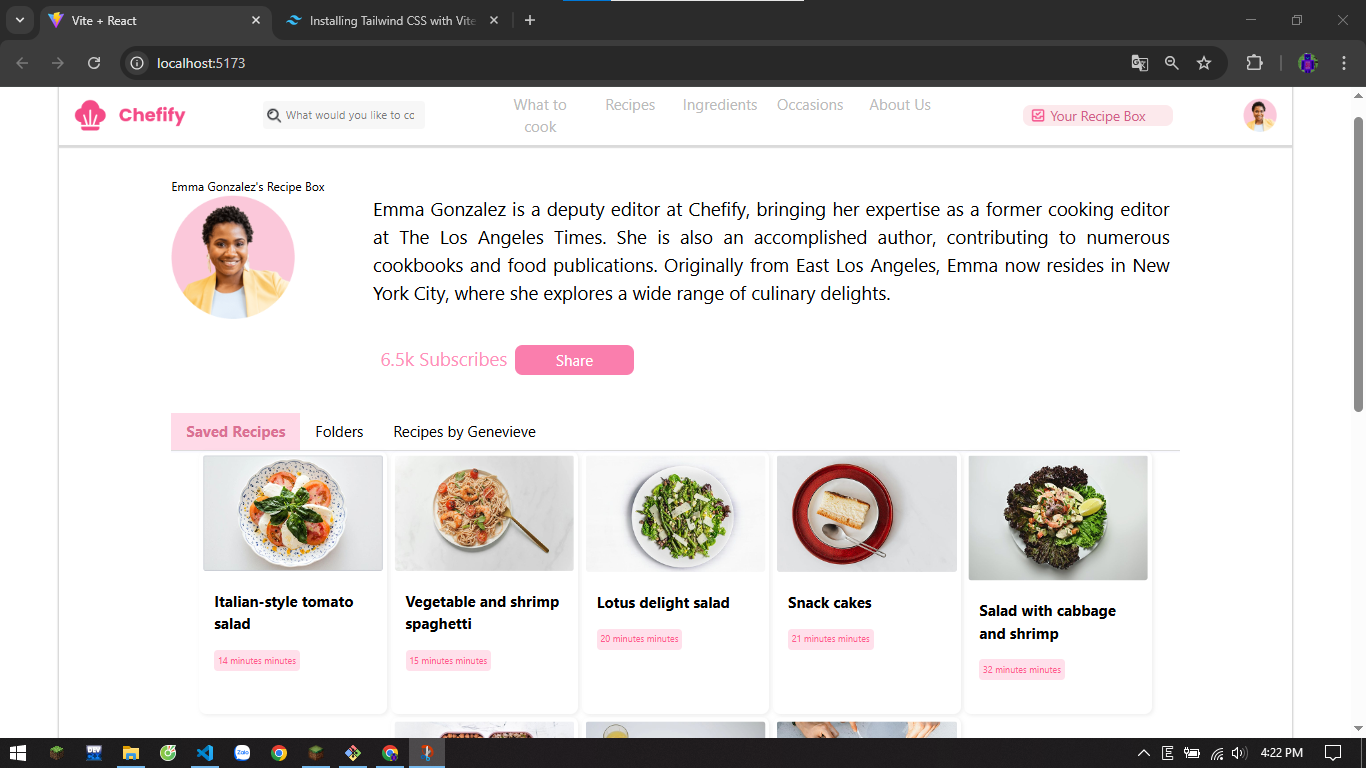 Vite + React
Installing Tailwind CSS with Vite
localhost:5173
Chefify
What would you like to cc
What to
cook
Recipes
Ingredients
Occasions
About Us
Your Recipe Box
Emma Gonzalez's Recipe Box
Emma Gonzalez is a deputy editor at Chefify, bringing her expertise as a former cooking editor
at The Los Angeles Times. She is also an accomplished author, contributing to numerous
cookbooks and food publications. Originally from East Los Angeles, Emma now resides in New
York City, where she explores a wide range of culinary delights.
6.5k Subscribes
Share
Saved Recipes
Folders
Recipes by Genevieve
Italian-style tomato
salad
14 minutes minutes
Vegetable and shrimp
spaghetti
15 minutes minutes
Lotus delight salad
20 minutes minutes
Snack cakes
21 minutes minutes
Salad with cabbage
and shrimp
32 minutes minutes
Zalo
E
4:22 PM